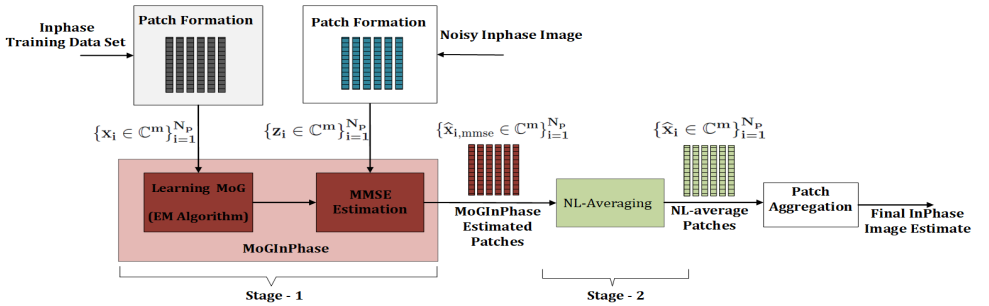 Inphase
Training Data Set
Patch Formation
Patch Formation
Noisy Inphase Image
{x_i ∈ ℂ^m}_{i=1}^{N_P}
{z_i ∈ ℂ^m}_{i=1}^{N_P}
{x̂_{i,mmse} ∈ ℂ^m}_{i=1}^{N_P}
{x̂_i ∈ ℂ^m}_{i=1}^{N_P}
Learning MoG
(EM Algorithm)
MMSE
Estimation
MoGInPhase
MoGInPhase
Estimated
Patches
NL-Averaging
NL-average
Patches
Patch
Aggregation
Final InPhase
Image Estimate
Stage - 1
Stage - 2